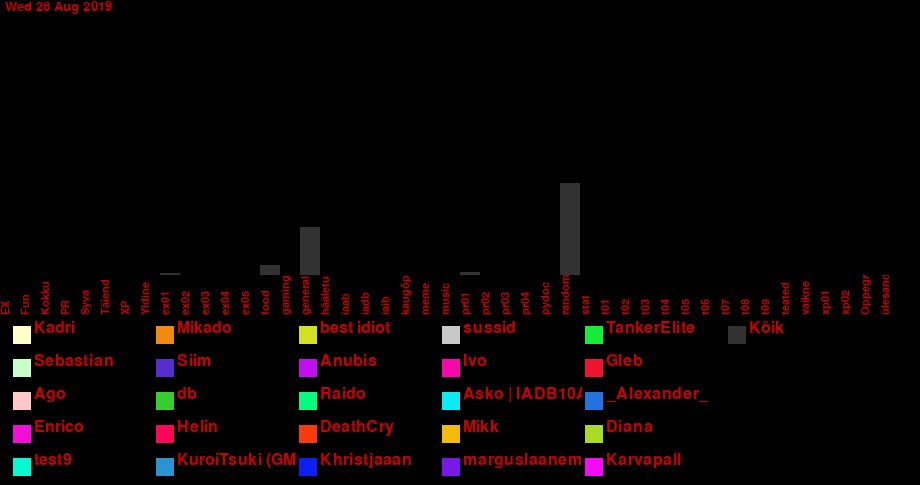 Wed 28 Aug 2019
EX Fun Kokku PR Syva Täiend XP Yldine ex01 ex02 ex03 ex04 ex05 food gaming general hääletu iaab iadb iaib kaugõp meme music pr01 pr02 pr03 pr04 pydoc random stat t01 t02 t03 t04 t05 t06 t07 t08 t09 teated vaikne xp01 xp02 Oppegr ülesand
Kadri Mikado best idiot sussid TankerElite Kõik
Sebastian Siim Anubis Ivo Gleb
Ago db Raido Asko | IADB10A _Alexander_
Enrico Helin DeathCry Mikk Diana
test9 KuroiTsuki (GM Khristjaaan marguslaanem Karvapall